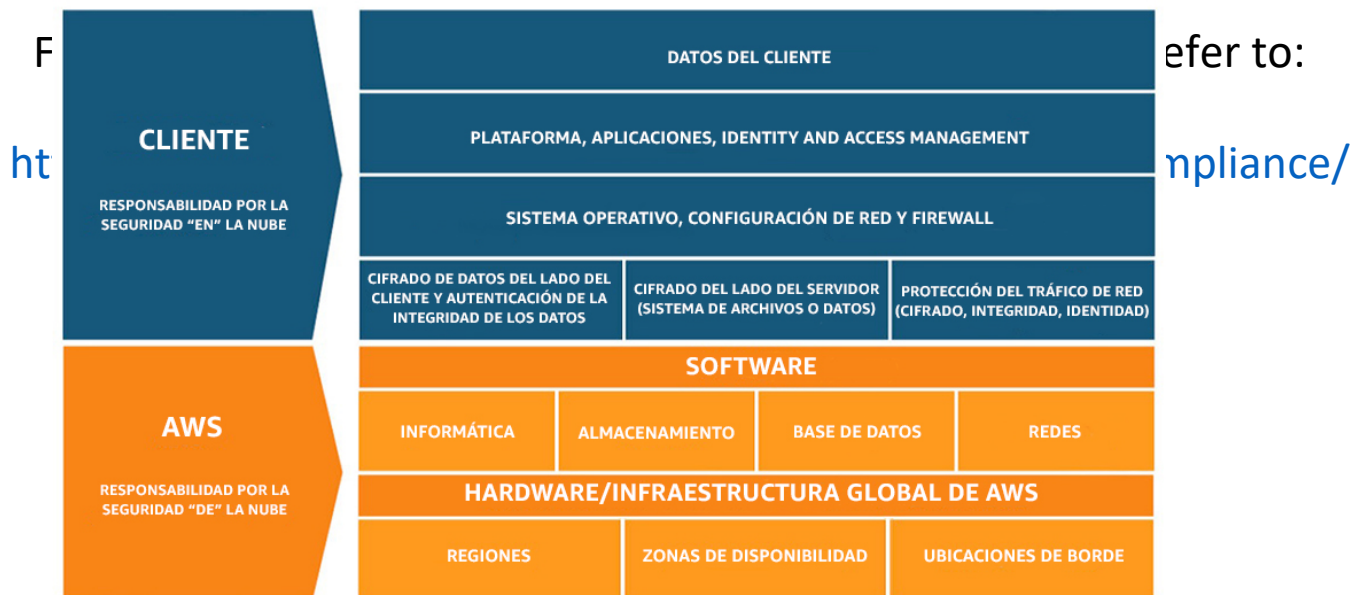 efer to:
mpliance/
CLIENTE
RESPONSABILIDAD POR LA
SEGURIDAD “EN” LA NUBE
DATOS DEL CLIENTE
PLATAFORMA, APLICACIONES, IDENTITY AND ACCESS MANAGEMENT
SISTEMA OPERATIVO, CONFIGURACIÓN DE RED Y FIREWALL
CIFRADO DE DATOS DEL LADO DEL
CLIENTE Y AUTENTICACIÓN DE LA
INTEGRIDAD DE LOS DATOS
CIFRADO DEL LADO DEL SERVIDOR
(SISTEMA DE ARCHIVOS O DATOS)
PROTECCIÓN DEL TRÁFICO DE RED
(CIFRADO, INTEGRIDAD, IDENTIDAD)
AWS
RESPONSABILIDAD POR LA
SEGURIDAD “DE” LA NUBE
SOFTWARE
INFORMÁTICA
ALMACENAMIENTO
BASE DE DATOS
REDES
HARDWARE/INFRAESTRUCTURA GLOBAL DE AWS
REGIONES
ZONAS DE DISPONIBILIDAD
UBICACIONES DE BORDE